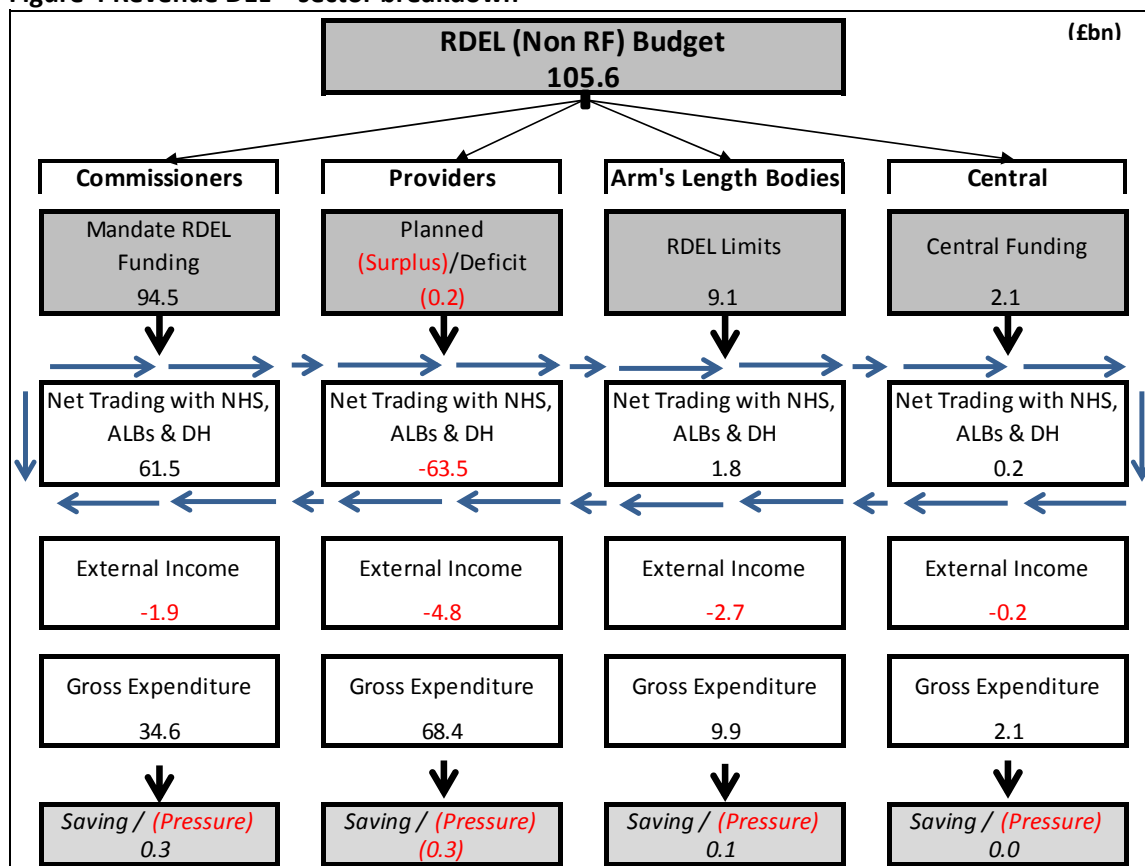 RDEL (Non RF) Budget
105.6
(£bn)
Commissioners
Providers
Arm's Length Bodies
Central
Mandate RDEL
Funding
94.5
Planned
(Surplus)/Deficit
(0.2)
RDEL Limits
9.1
Central Funding
2.1
Net Trading with NHS,
ALBs & DH
61.5
Net Trading with NHS,
ALBs & DH
-63.5
Net Trading with NHS,
ALBs & DH
1.8
Net Trading with NHS,
ALBs & DH
0.2
External Income
-1.9
External Income
-4.8
External Income
-2.7
External Income
-0.2
Gross Expenditure
34.6
Gross Expenditure
68.4
Gross Expenditure
9.9
Gross Expenditure
2.1
Saving / (Pressure)
0.3
Saving / (Pressure)
(0.3)
Saving / (Pressure)
0.1
Saving / (Pressure)
0.0